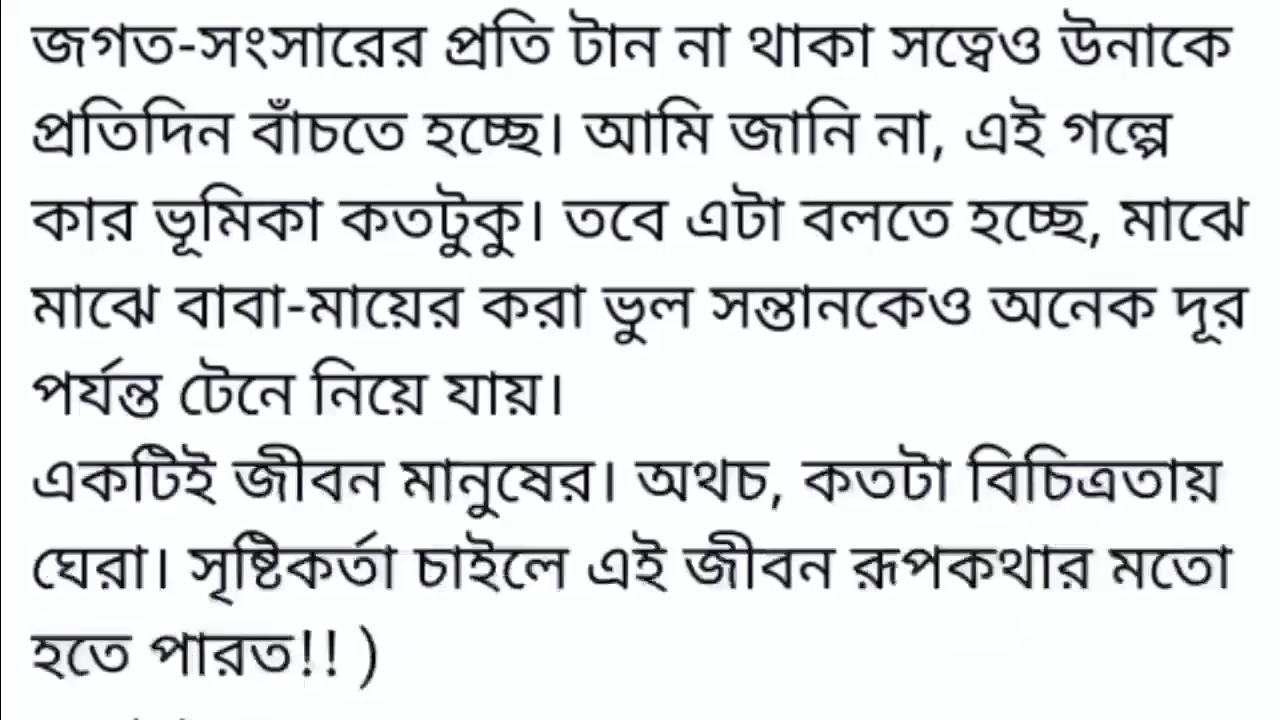 জগত-সংসারের প্রতি টান না থাকা সত্বেও উনাকে
প্রতিদিন বাঁচতে হচ্ছে। আমি জানি না, এই গল্পে
কার ভূমিকা কতটুকু। তবে এটা বলতে হচ্ছে, মাঝে
মাঝে বাবা-মায়ের করা ভুল সন্তানকেও অনেক দূর
পর্যন্ত টেনে নিয়ে যায়।
একটিই জীবন মানুষের। অথচ, কতটা বিচিত্রতায়
ঘেরা। সৃষ্টিকর্তা চাইলে এই জীবন রূপকথার মতো
হতে পারত!! )